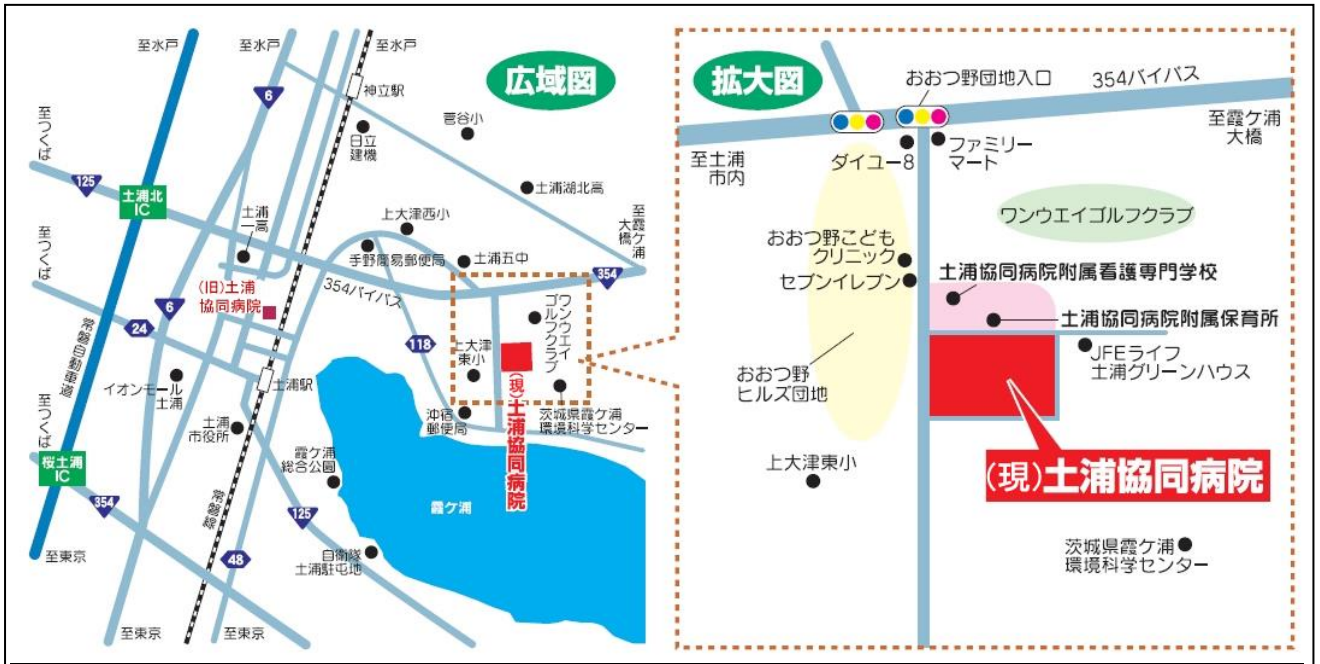 広域図
至水戸
至水戸
至水戸
6
神立駅
日立
建機
菅谷小
土浦湖北高
至つくば
125
土浦北
IC
土浦
一高
上大津西小
手野簡易郵便局
土浦五中
至霞ケ浦
大橋
354
354バイパス
至つくば
(旧)土浦
協同病院
6
24
118
上大津
東小
ワンウエイ
ゴルフクラブ
(現)土浦協同病院
イオンモール
土浦
土浦駅
常磐自動車道
至つくば
土浦
市役所
沖宿
郵便局
茨城県霞ケ浦
環境科学センター
霞ケ浦
総合公園
霞ケ浦
桜土浦
IC
354
常磐線
125
至東京
48
自衛隊
土浦駐屯地
至東京
至東京
拡大図
おおつ野団地入口
354バイパス
至土浦
市内
ダイユー8
ファミリー
マート
至霞ケ浦
大橋
ワンウエイゴルフクラブ
おおつ野こども
クリニック
セブンイレブン
土浦協同病院附属看護専門学校
土浦協同病院附属保育所
JFEライフ
土浦グリーンハウス
おおつ野
ヒルズ団地
上大津東小
(現)土浦協同病院
茨城県霞ケ浦
環境科学センター